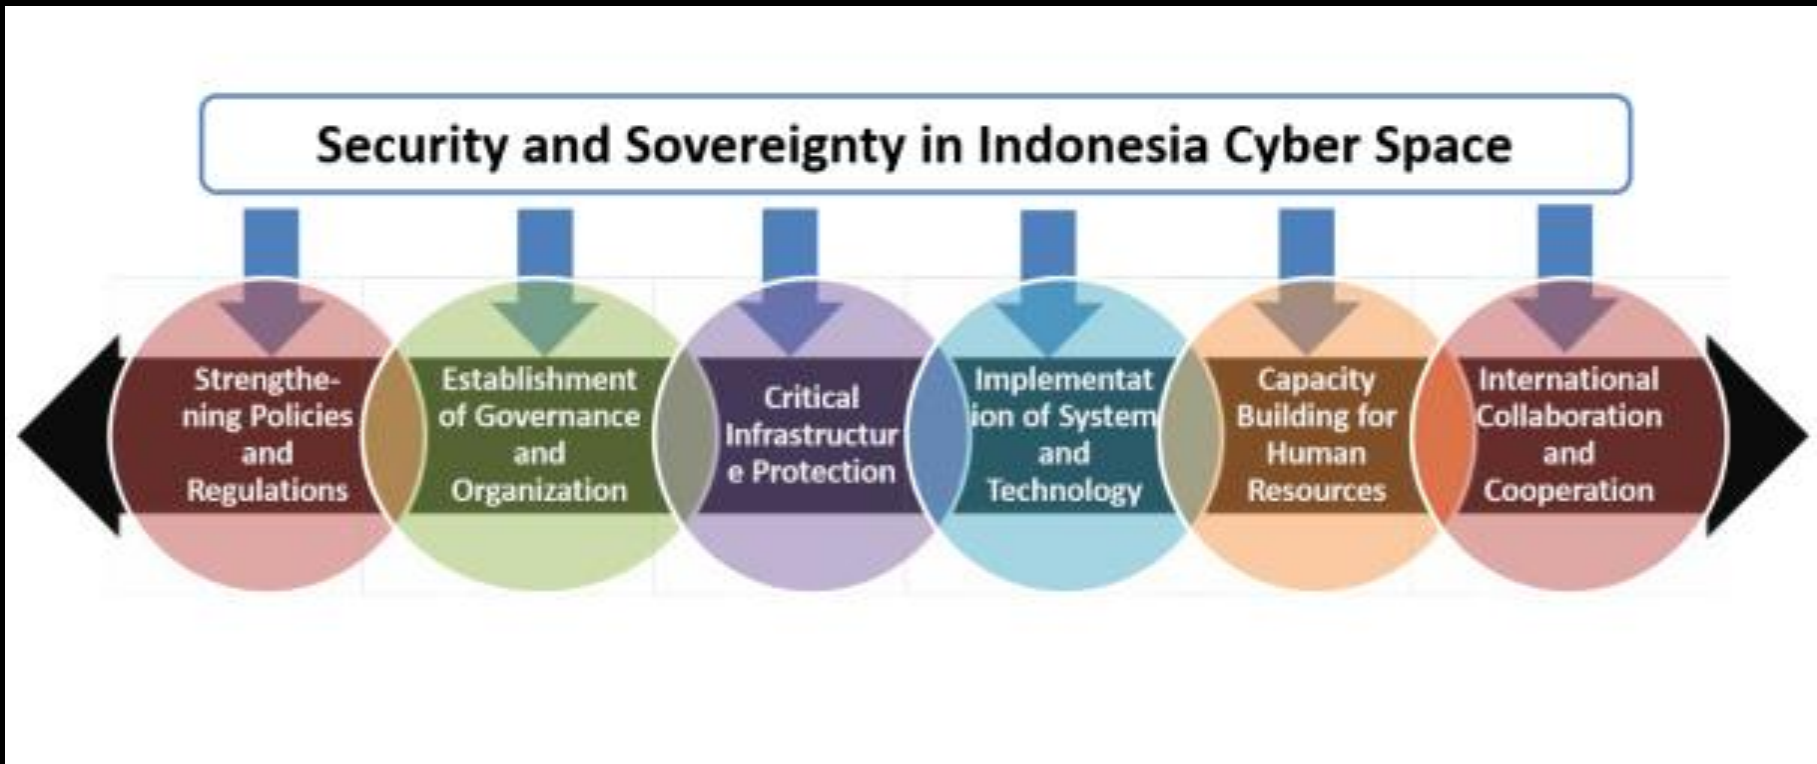 Security and Sovereignty in Indonesia Cyber Space
Strengthe-
ning Policies
and
Regulations
Establishment
of Governance
and
Organization
Critical
Infrastructur
e Protection
Implementat
ion of System
and
Technology
Capacity
Building for
Human
Resources
International
Collaboration
and
Cooperation